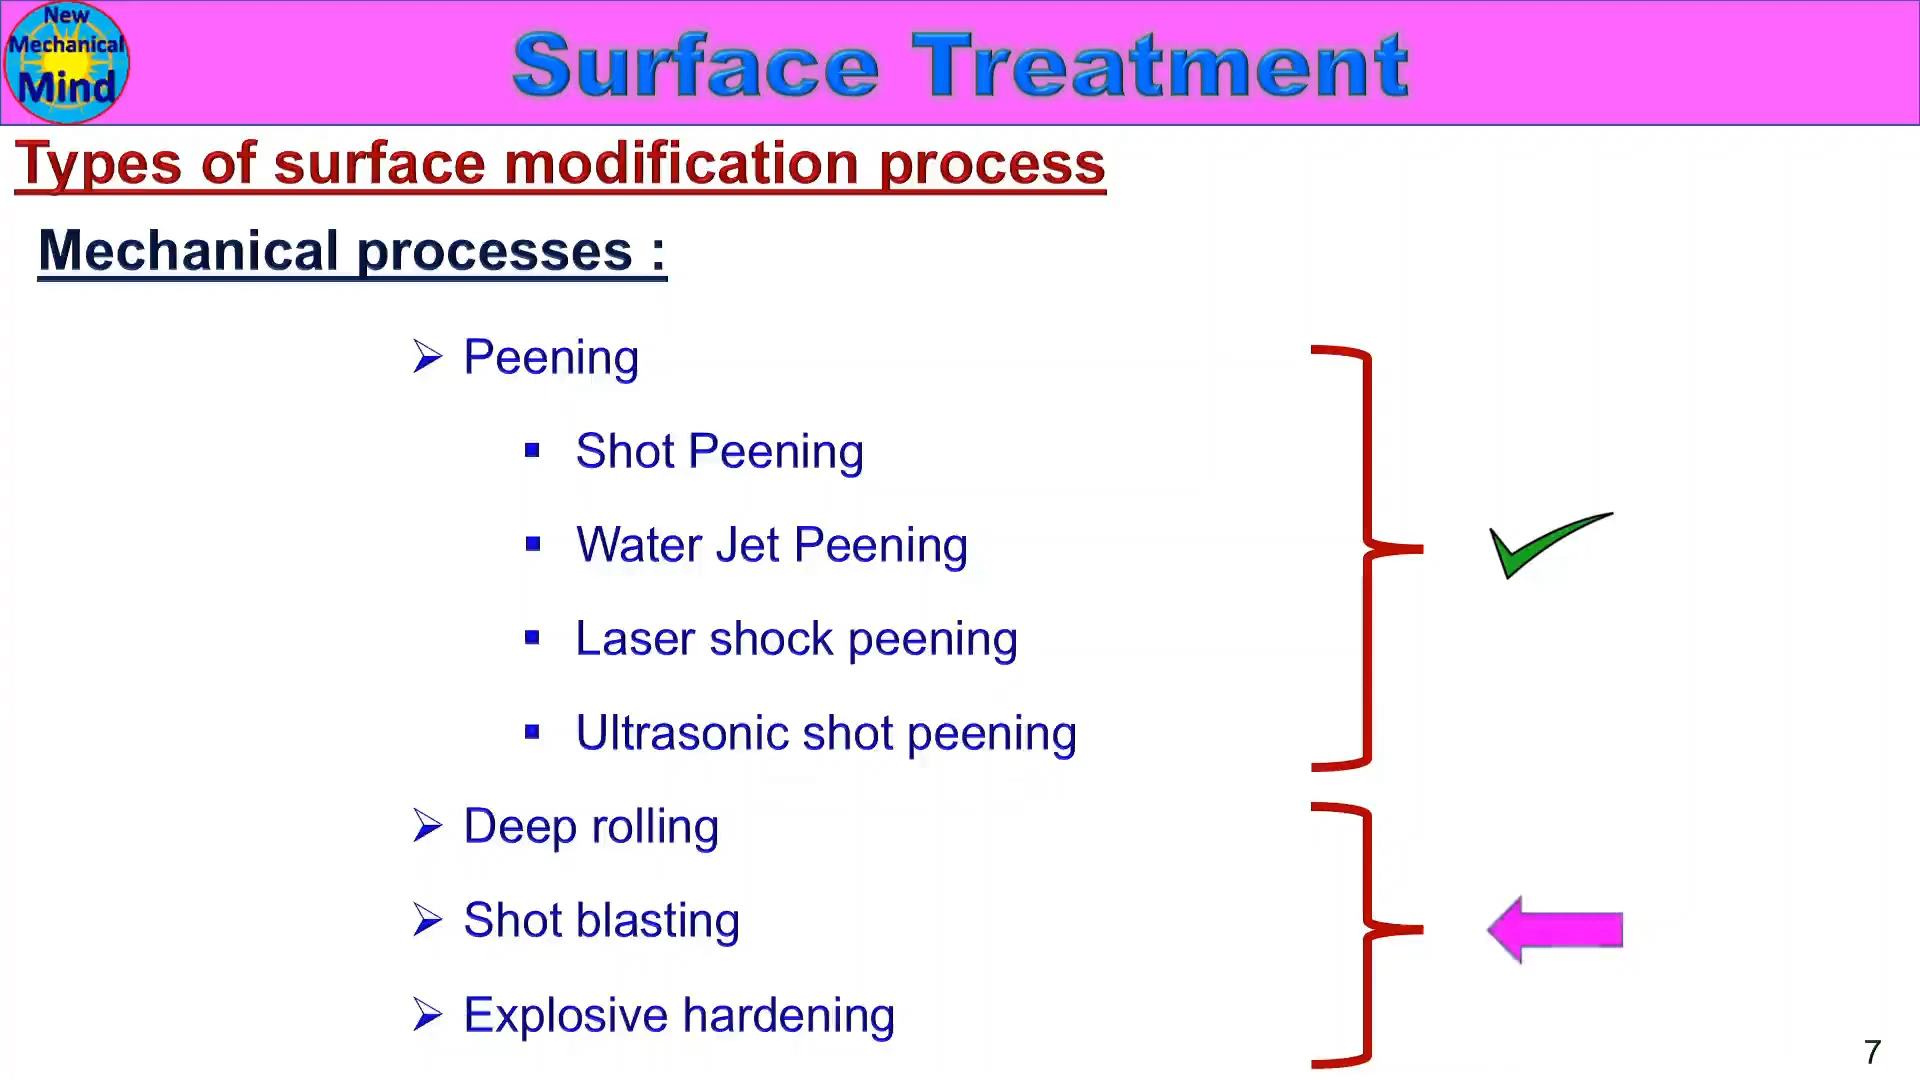 New
Mechanical
Mind
Surface Treatment
Types of surface modification process
Mechanical processes :
Peening
Shot Peening
Water Jet Peening
Laser shock peening
Ultrasonic shot peening
Deep rolling
Shot blasting
Explosive hardening
7